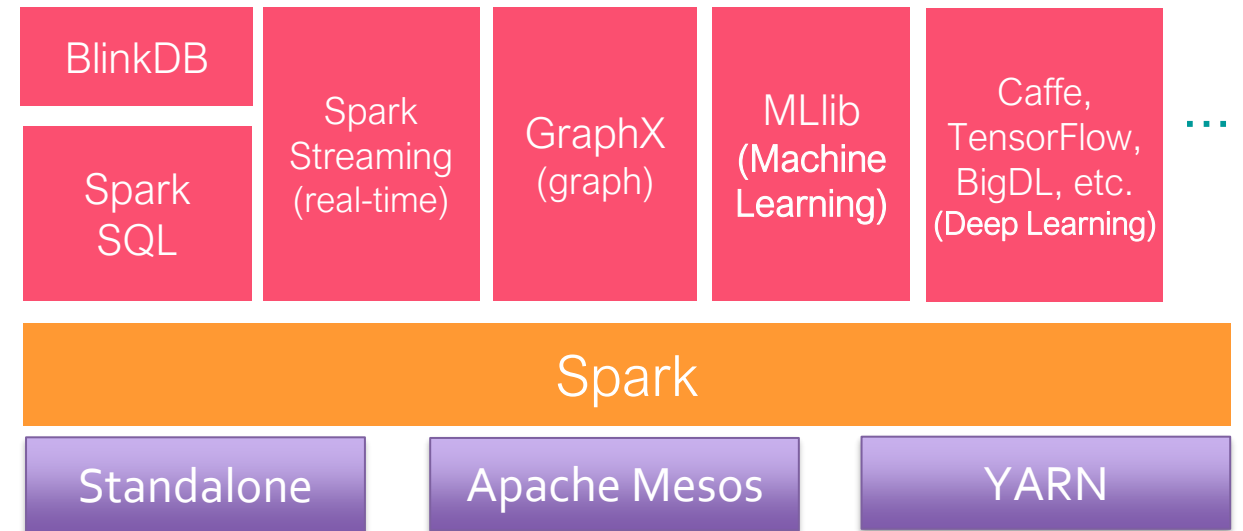 BlinkDB
Spark
SQL
Spark
Streaming
(real-time)
GraphX
(graph)
MLlib
(Machine
Learning)
Caffe,
TensorFlow,
BigDL, etc.
(Deep Learning)
...
Spark
Standalone
Apache Mesos
YARN